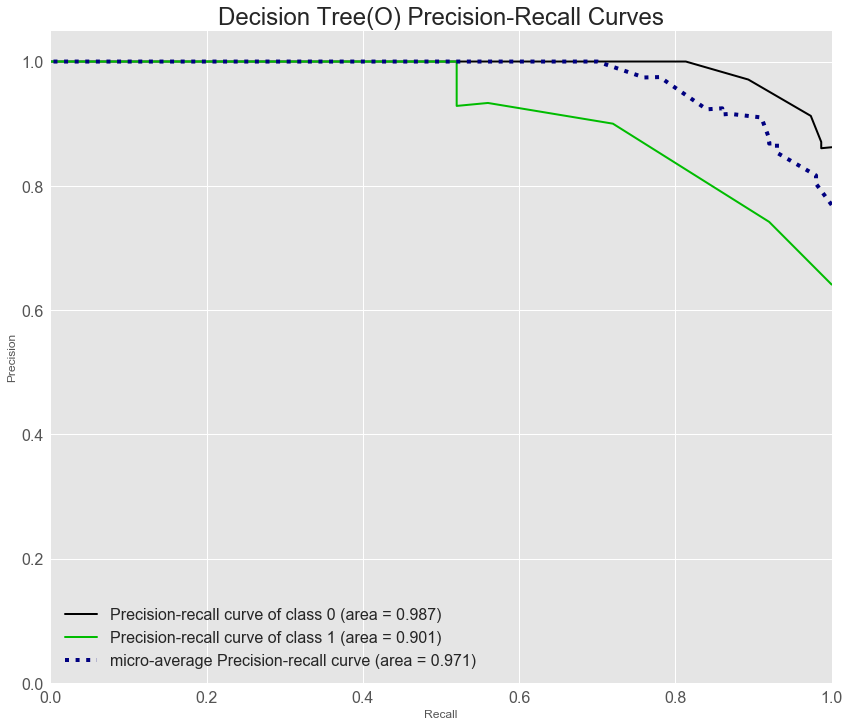 Decision Tree(O) Precision-Recall Curves
1.0
0.8
0.6
0.4
0.2
0.0
Precision
Precision-recall curve of class 0 (area = 0.987)
Precision-recall curve of class 1 (area = 0.901)
micro-average Precision-recall curve (area = 0.971)
0.0 0.2 0.4 0.6 0.8 1.0
Recall